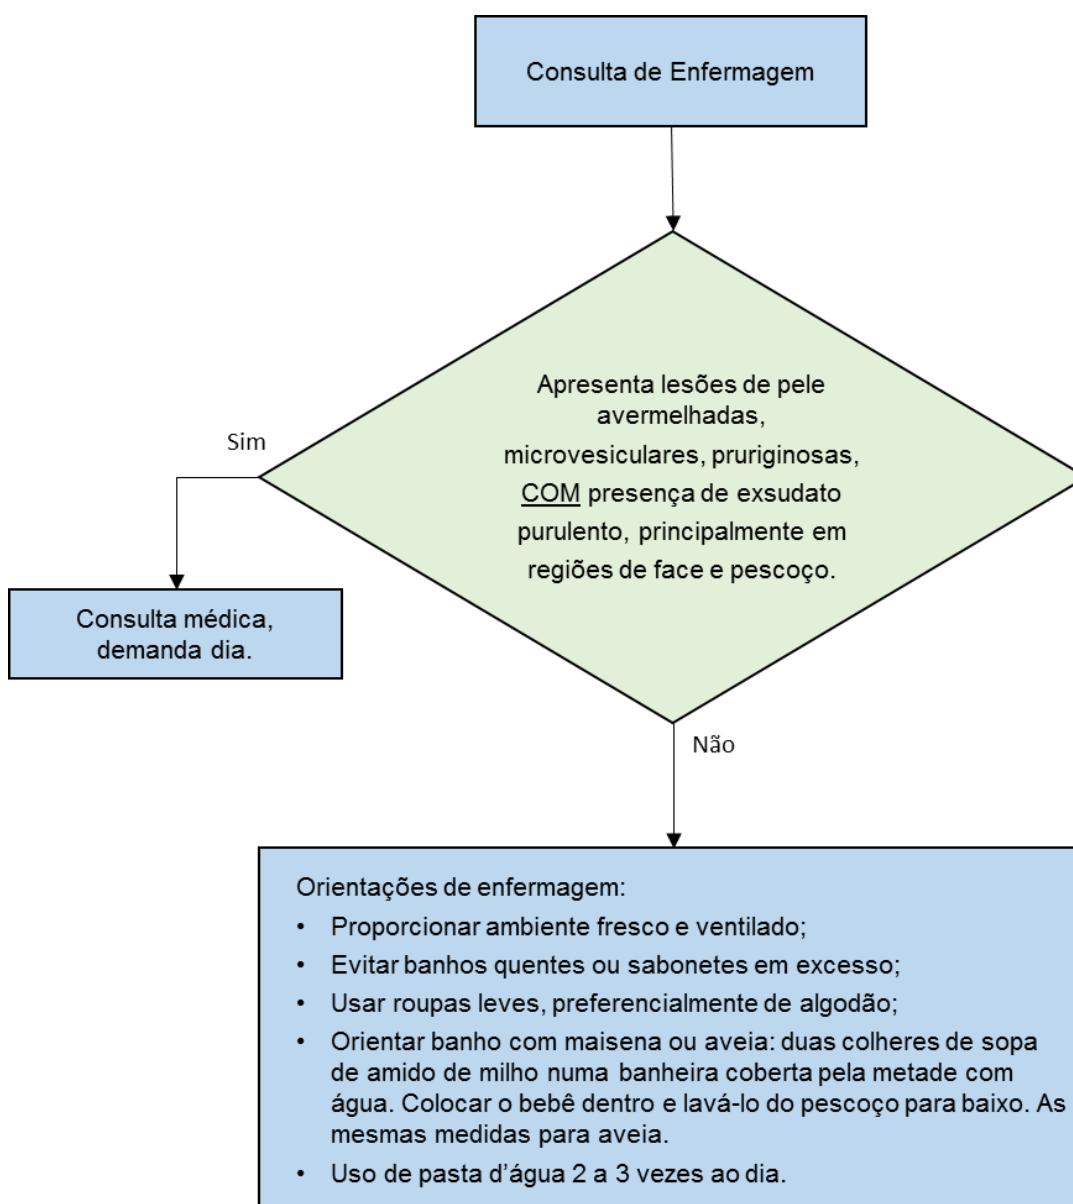 Consulta de Enfermagem
Apresenta lesões de pele
avermelhadas,
microvesiculares, pruriginosas,
COM presença de exsudato
purulento, principalmente em
regiões de face e pescoço.
Sim
Consulta médica,
demanda dia.
Não
Orientações de enfermagem:
• Proporcionar ambiente fresco e ventilado;
• Evitar banhos quentes ou sabonetes em excesso;
• Usar roupas leves, preferencialmente de algodão;
• Orientar banho com maisena ou aveia: duas colheres de sopa
de amido de milho numa banheira coberta pela metade com
água. Colocar o bebê dentro e lavá-lo do pescoço para baixo. As
mesmas medidas para aveia.
• Uso de pasta d’água 2 a 3 vezes ao dia.